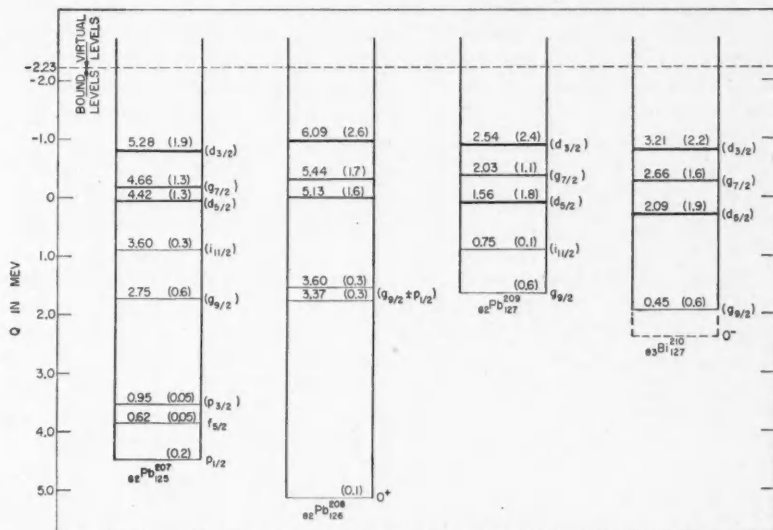 BOUND VIRTUAL
LEVELS LEVELS
-2.23
-2.0
-1.0
0
1.0
2.0
3.0
4.0
5.0
Q IN MEV
5.28 (1.9) (d3/2)
4.66 (1.3) (g7/2)
4.42 (1.3) (d5/2)
3.60 (0.3) (i11/2)
2.75 (0.6) (g9/2)
0.95 (0.05) (p3/2)
0.62 (0.05) f5/2
(0.2) p1/2
82Pb207125
6.09 (2.6)
5.44 (1.7)
5.13 (1.6)
3.60 (0.3)
3.37 (0.3) (g9/2 ± p1/2)
(0.1) 0+
82Pb208126
2.54 (2.4) (d3/2)
2.03 (1.1) (g7/2)
1.56 (1.8) (d5/2)
0.75 (0.1) (i11/2)
(0.6) g9/2
82Pb209127
3.21 (2.2) (d3/2)
2.66 (1.6) (g7/2)
2.09 (1.9) (d5/2)
0.45 (0.6) (g9/2)
0-
83Bi210127